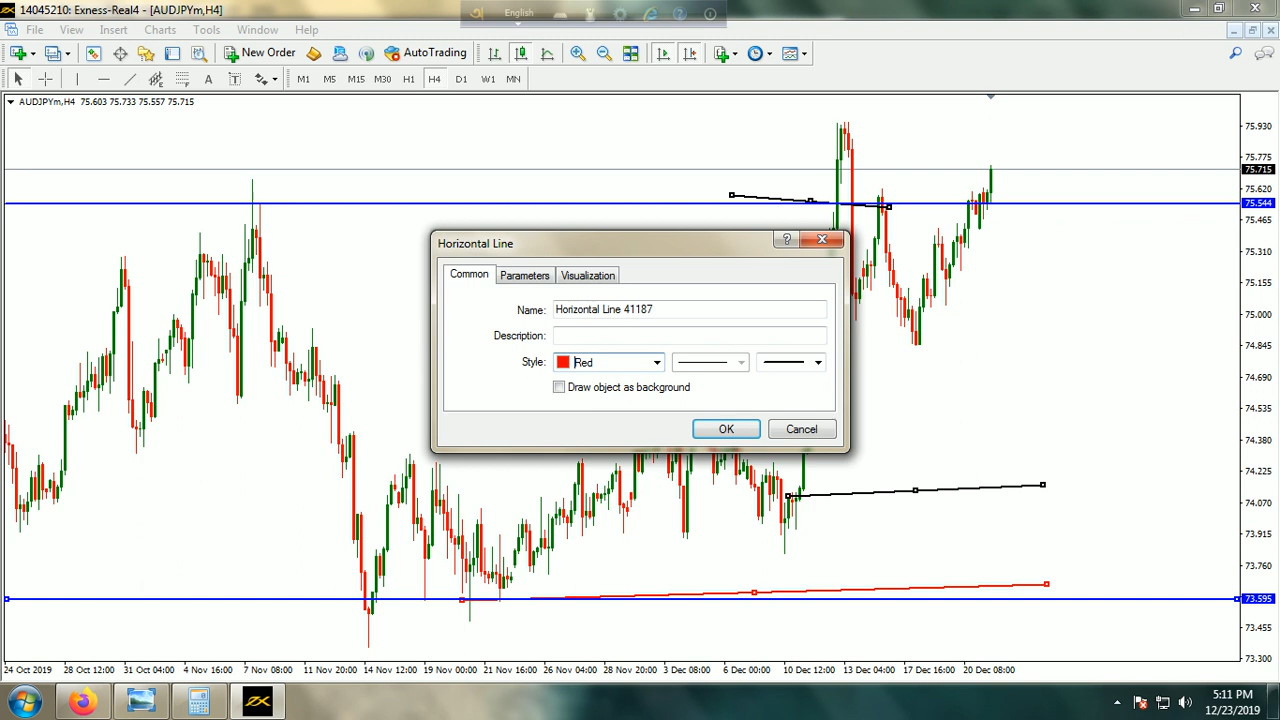 14045210: Exness-Real4 - [AUDJPYm,H4]
English
File View Insert Charts Tools Window Help
New Order AutoTrading
A T M1 M5 M15 M30 H1 H4 D1 W1 MN
AUDJPYm,H4 75.603 75.733 75.557 75.715
75.930
75.775
75.715
75.620
75.544
75.465
75.310
75.155
75.000
74.845
74.690
74.535
74.380
74.225
74.070
73.915
73.760
73.595
73.455
73.300
Horizontal Line
Common Parameters Visualization
Name: Horizontal Line 41187
Description:
Style: Red
Draw object as background
OK Cancel
24 Oct 2019 28 Oct 12:00 31 Oct 04:00 4 Nov 16:00 7 Nov 08:00 11 Nov 20:00 14 Nov 12:00 19 Nov 00:00 21 Nov 16:00 26 Nov 04:00 28 Nov 20:00 3 Dec 08:00 6 Dec 00:00 10 Dec 12:00 13 Dec 04:00 17 Dec 16:00 20 Dec 08:00
5:11 PM
12/23/2019